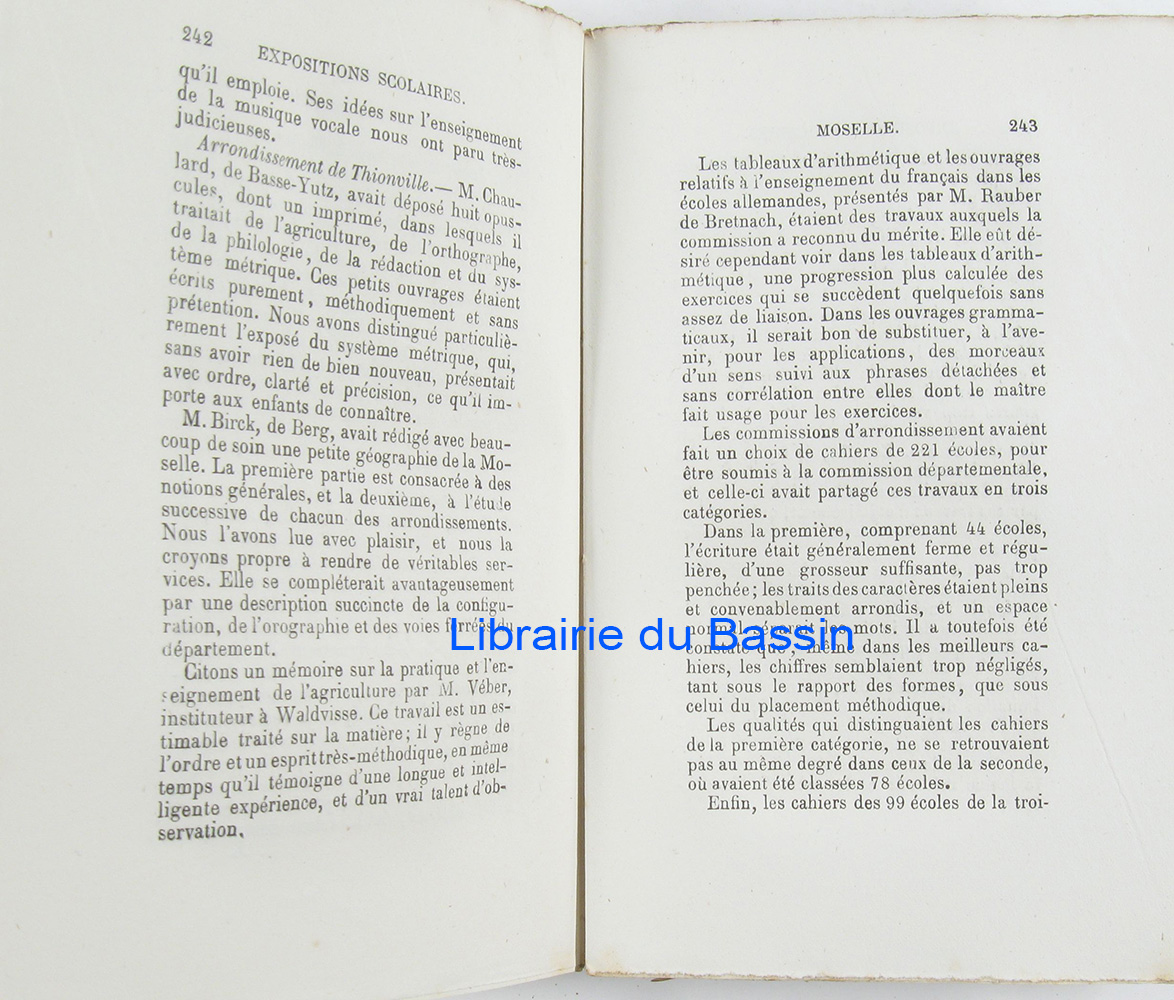 242
EXPOSITIONS SCOLAIRES.
qu'il emploie. Ses idées sur l'enseignement
de la musique vocale nous ont paru très-
judicieuses.
Arrondissement de Thionville.— M. Chau-
lard, de Basse-Yutz, avait déposé huit opus-
cules, dont un imprimé, dans lesquels il
traitait de l'agriculture, de l'orthographe,
de la philologie, de la rédaction et du sys-
tème métrique. Ces petits ouvrages étaient
écrits purement, méthodiquement et sans
prétention. Nous avons distingué particuliè-
rement l'exposé du système métrique, qui,
sans avoir rien de bien nouveau, présentait
avec ordre, clarté et précision, ce qu'il im-
porte aux enfants de connaître.
M. Birck, de Berg, avait rédigé avec beau-
coup de soin une petite géographie de la Mo-
selle. La première partie est consacrée à des
notions générales, et la deuxième, à l'étude
successive de chacun des arrondissements.
Nous l'avons lue avec plaisir, et nous la
croyons propre à rendre de véritables ser-
vices. Elle se compléterait avantageusement
par une description succincte de la configu-
ration, de l'orographie et des voies ferrées du
département.
Citons un mémoire sur la pratique et l'en-
seignement de l'agriculture par M. Véber,
instituteur à Waldvisse. Ce travail est un es-
timable traité sur la matière; il y règne de
l'ordre et un esprit très-méthodique, en même
temps qu'il témoigne d'une longue et intel-
ligente expérience, et d'un vrai talent d'ob-
servation.
MOSELLE. 243
Les tableaux d'arithmétique et les ouvrages
relatifs à l'enseignement du français dans les
écoles allemandes, présentés par M. Rauber
de Bretnach, étaient des travaux auxquels la
commission a reconnu du mérite. Elle eût dé-
siré cependant voir dans les tableaux d'arith-
métique, une progression plus calculée des
exercices qui se succèdent quelquefois sans
assez de liaison. Dans les ouvrages gramma-
ticaux, il serait bon de substituer, à l'ave-
nir, pour les applications, des morceaux
d'un sens suivi aux phrases détachées et
sans corrélation entre elles dont le maître
fait usage pour les exercices.
Les commissions d'arrondissement avaient
fait un choix de cahiers de 221 écoles, pour
être soumis à la commission départementale,
et celle-ci avait partagé ces travaux en trois
catégories.
Dans la première, comprenant 44 écoles,
l'écriture était généralement ferme et régu-
lière, d'une grosseur suffisante, pas trop
penchée; les traits des caractères étaient pleins
et convenablement arrondis, et un espace
normal séparait les mots. Il a toutefois été
constaté que, même dans les meilleurs ca-
hiers, les chiffres semblaient trop négligés,
tant sous le rapport des formes, que sous
celui du placement méthodique.
Les qualités qui distinguaient les cahiers
de la première catégorie, ne se retrouvaient
pas au même degré dans ceux de la seconde,
où avaient été classées 78 écoles.
Enfin, les cahiers des 99 écoles de la troi-
Librairie du Bassin